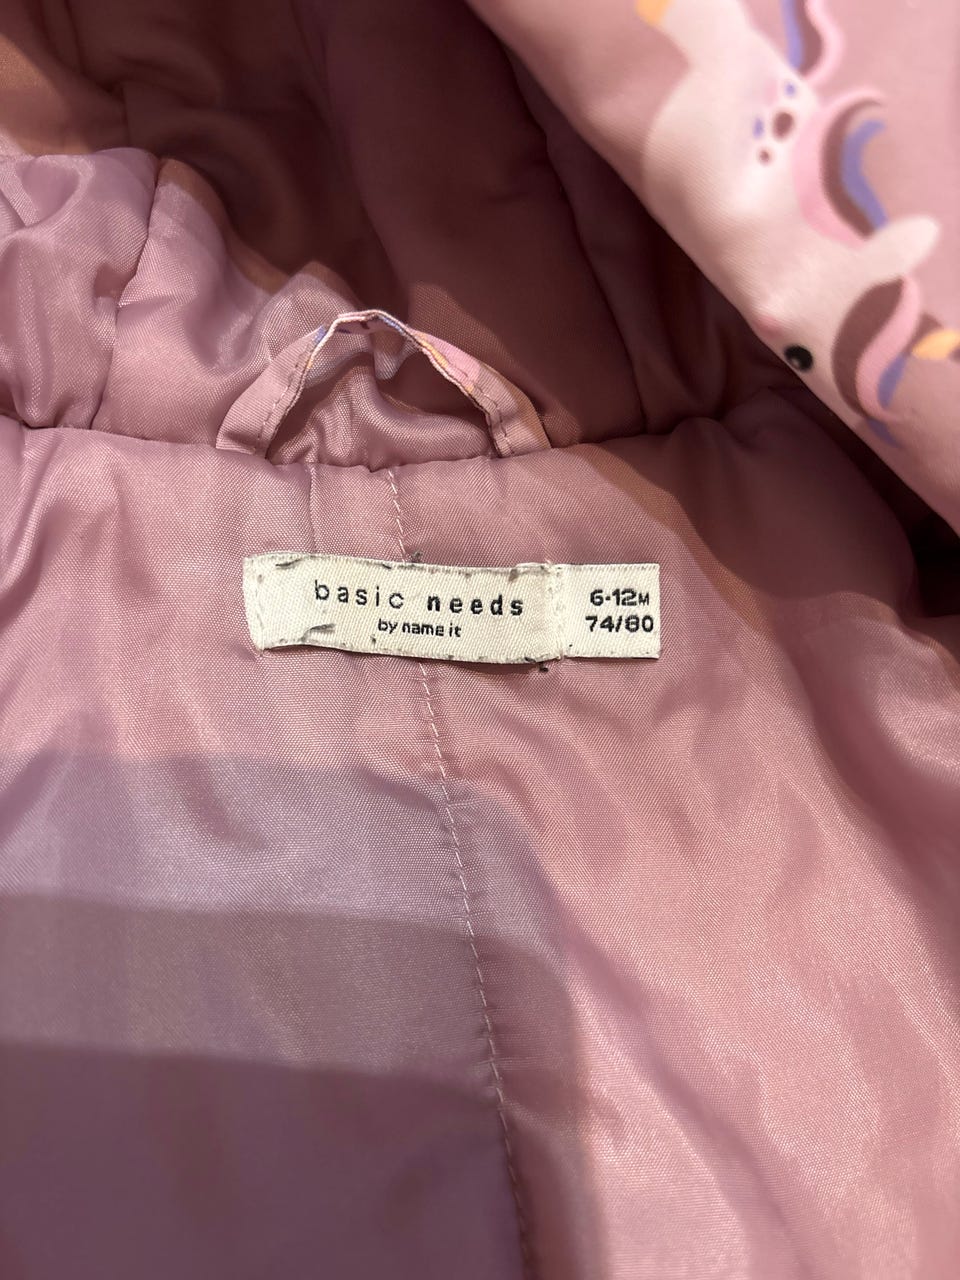 basic needs
by name it
6-12M
74/80